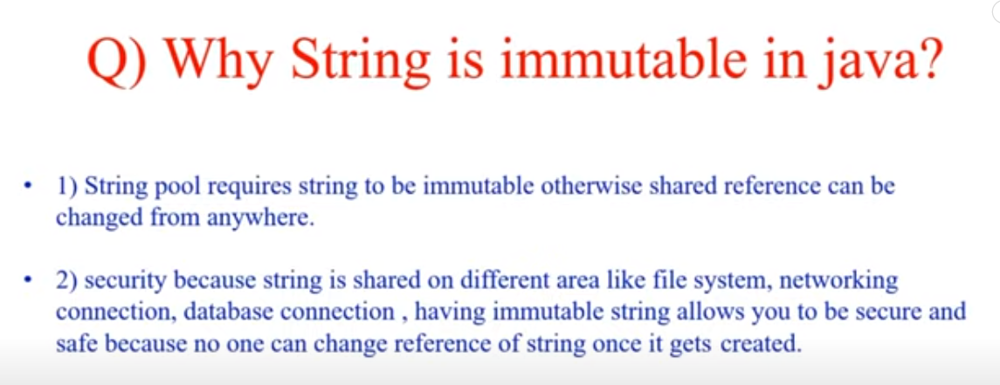 Q) Why String is immutable in java?
• 1) String pool requires string to be immutable otherwise shared reference can be
changed from anywhere.
• 2) security because string is shared on different area like file system, networking
connection, database connection , having immutable string allows you to be secure and
safe because no one can change reference of string once it gets created.